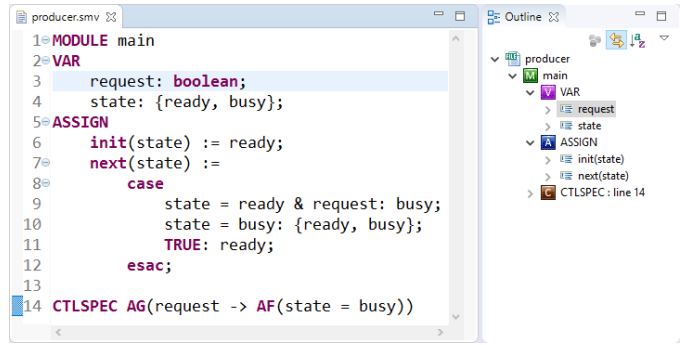 producer.smv
1 MODULE main
2 VAR
3     request: boolean;
4     state: {ready, busy};
5 ASSIGN
6     init(state) := ready;
7     next(state) :=
8         case
9             state = ready & request: busy;
10             state = busy: {ready, busy};
11             TRUE: ready;
12         esac;
13
14 CTLSPEC AG(request -> AF(state = busy))
Outline
producer
M main
V VAR
request
state
A ASSIGN
init(state)
next(state)
C CTLSPEC : line 14